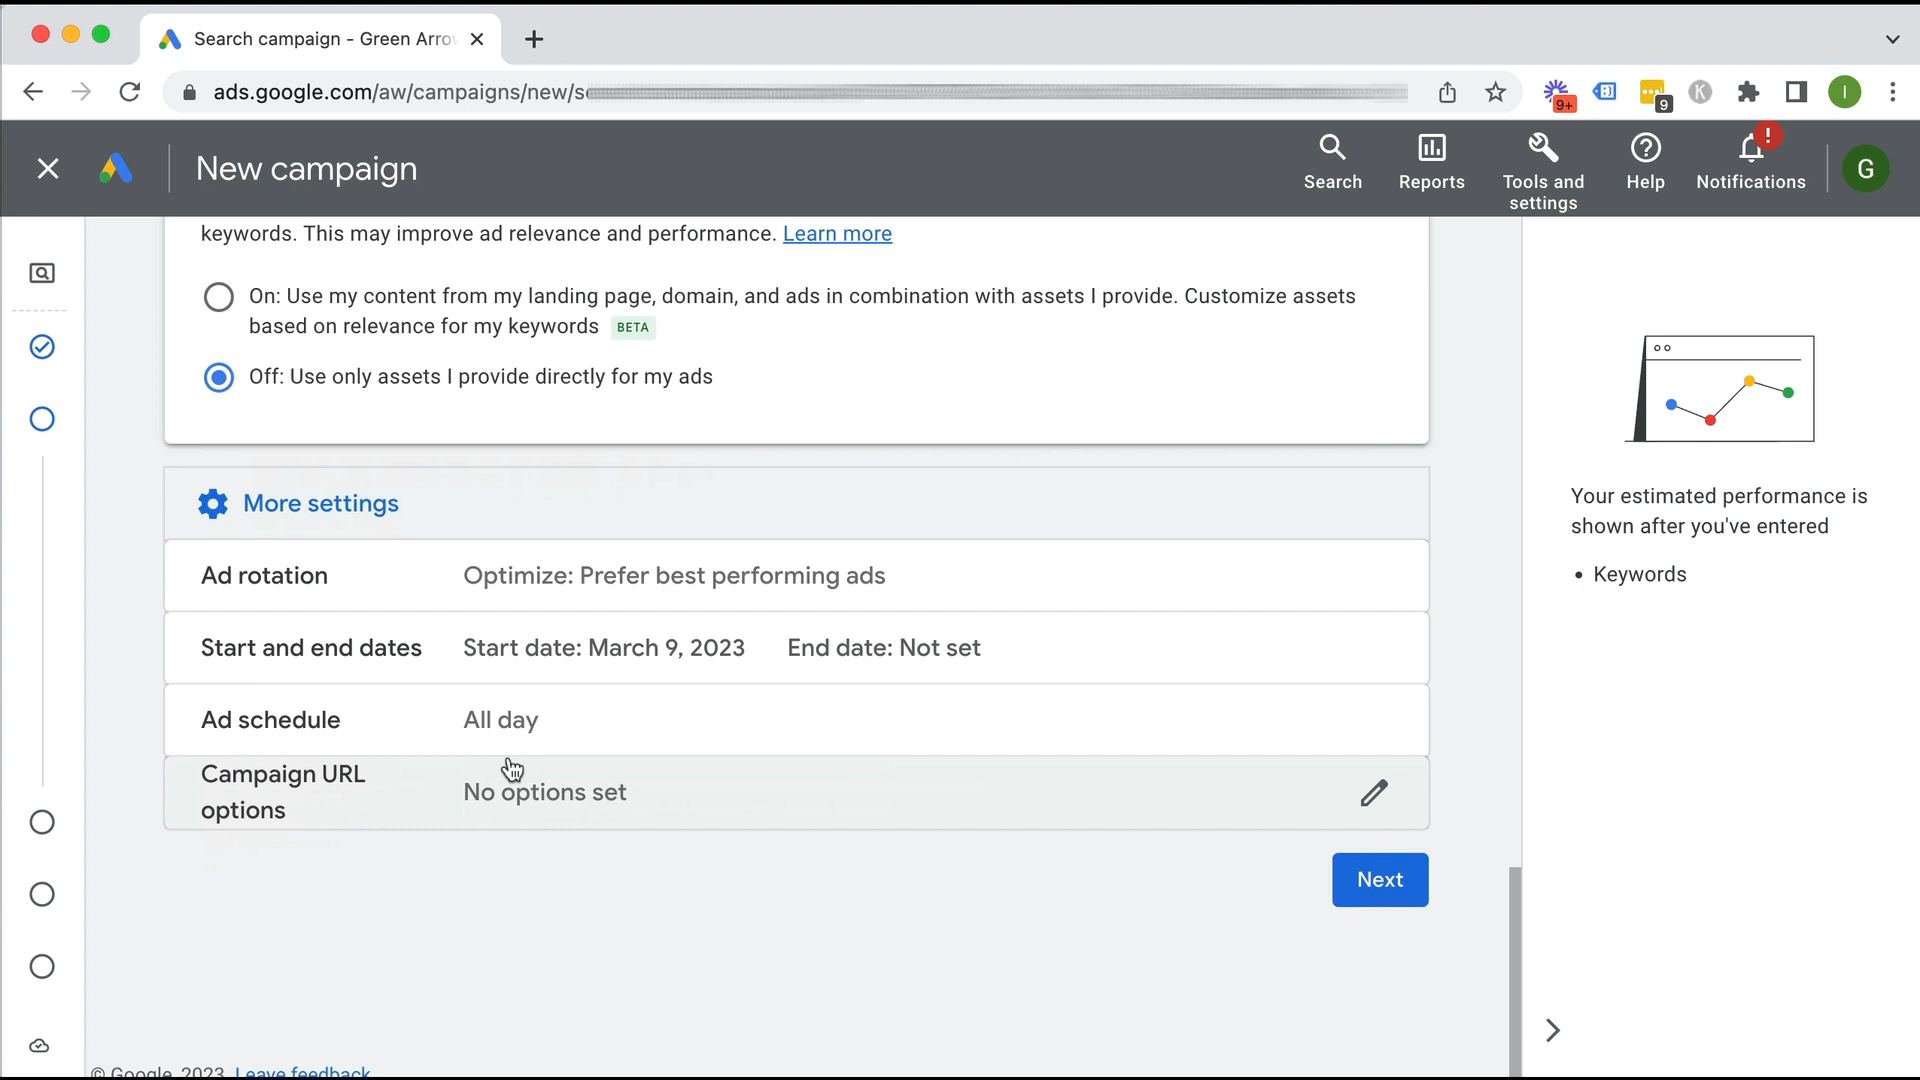 Search campaign - Green Arro
ads.google.com/aw/campaigns/new/se
9+
9
K
I
New campaign
Search
Reports
Tools and
settings
Help
!
Notifications
G
keywords. This may improve ad relevance and performance. Learn more
On: Use my content from my landing page, domain, and ads in combination with assets I provide. Customize assets
based on relevance for my keywords BETA
Off: Use only assets I provide directly for my ads
More settings
Ad rotation Optimize: Prefer best performing ads
Start and end dates Start date: March 9, 2023 End date: Not set
Ad schedule All day
Campaign URL
options
No options set
Next
Your estimated performance is
shown after you've entered
• Keywords
© Google, 2023. Leave feedback